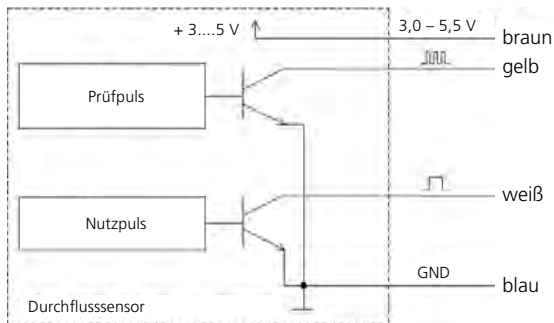 + 3....5 V
3,0 – 5,5 V
braun
gelb
Prüfpuls
weiß
Nutzpuls
GND
blau
Durchflusssensor